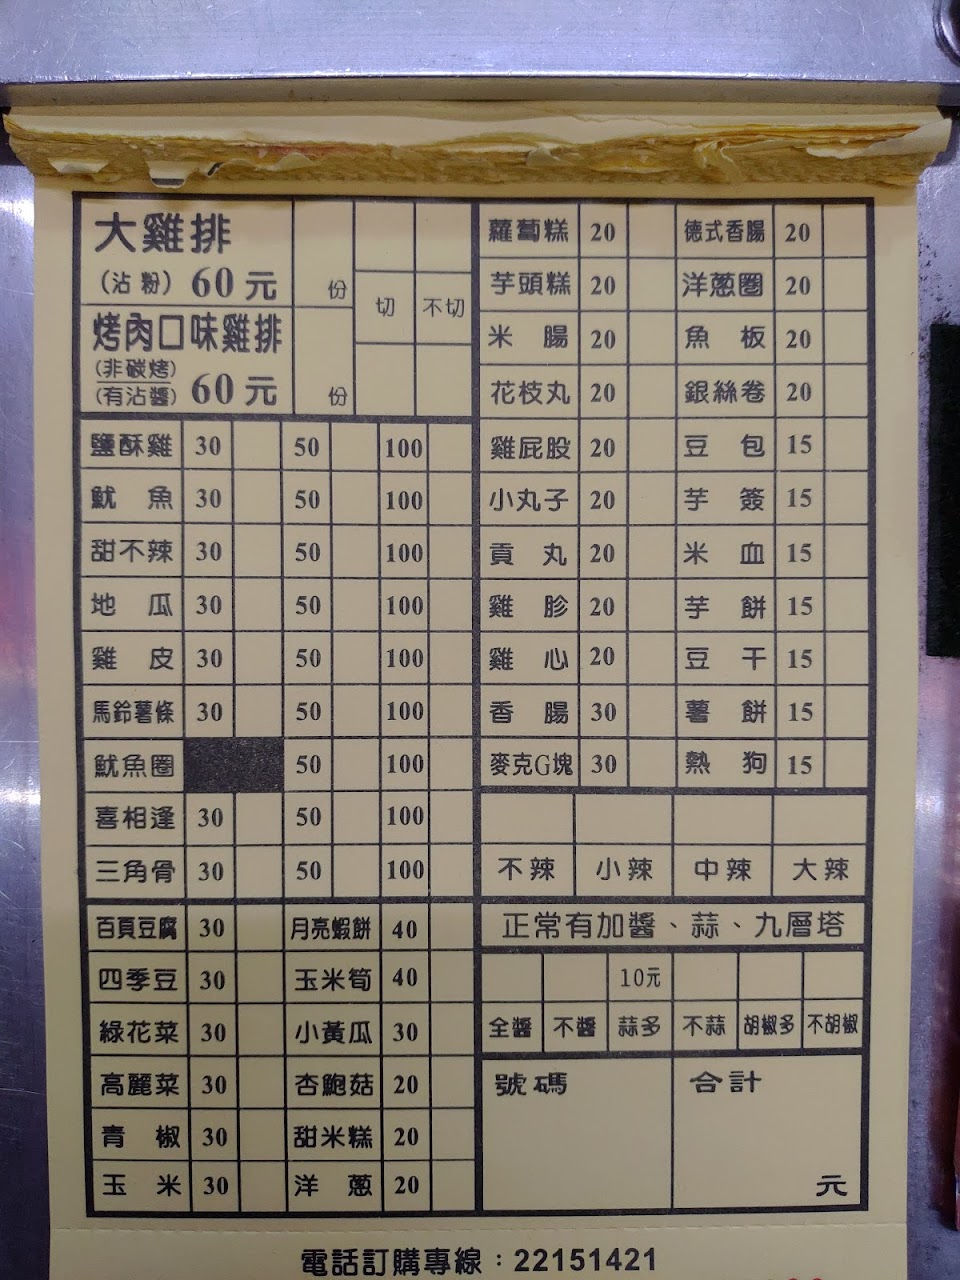 大雞排
(沾粉) 60元 份
烤肉口味雞排
(非碳烤)
(有沾醬) 60元 份
切 不切
鹽酥雞 30 50 100
魷魚 30 50 100
甜不辣 30 50 100
地瓜 30 50 100
雞皮 30 50 100
馬鈴薯條 30 50 100
魷魚圈 50 100
喜相逢 30 50 100
三角骨 30 50 100
百頁豆腐 30 月亮蝦餅 40
四季豆 30 玉米筍 40
綠花菜 30 小黃瓜 30
高麗菜 30 杏鮑菇 20
青椒 30 甜米糕 20
玉米 30 洋蔥 20
蘿蔔糕 20 德式香腸 20
芋頭糕 20 洋蔥圈 20
米腸 20 魚板 20
花枝丸 20 銀絲卷 20
雞屁股 20 豆包 15
小丸子 20 芋簽 15
貢丸 20 米血 15
雞胗 20 芋餅 15
雞心 20 豆干 15
香腸 30 薯餅 15
麥克G塊 30 熱狗 15
不辣 小辣 中辣 大辣
正常有加醬、蒜、九層塔
10元
全醬 不醬 蒜多 不蒜 胡椒多 不胡椒
號碼 合計
元
電話訂購專線：22151421